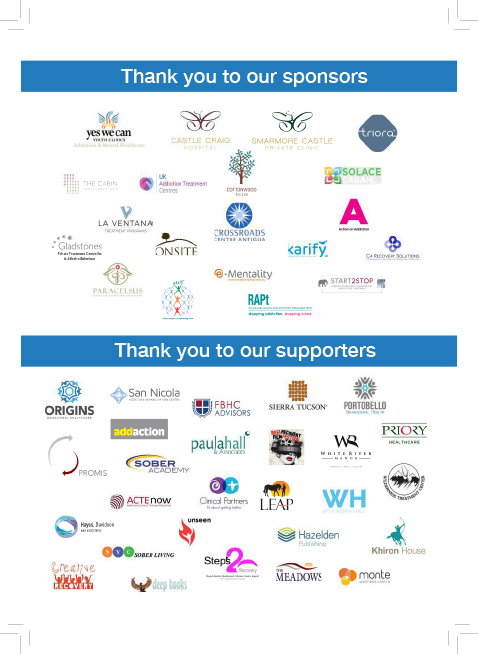 Thank you to our sponsors
yes we can
YOUTH CLINICS
Addiction & Mental Healthcare
CASTLE CRAIG
HOSPITAL
SMARMORE CASTLE
PRIVATE CLINIC
triora
THE CABIN
UK
Addiction Treatment
Centres
COTTONWOOD
SOLACE
LA VENTANA
TREATMENT PROGRAMS
CROSSROADS
CENTRE ANTIGUA
A
Action on Addiction
Gladstones
ONSITE
Karify
C4 RECOVERY SOLUTIONS
PARACELSUS
e-Mentality
START2STOP
RAPt
stopping addiction. stopping crime.
Thank you to our supporters
ORIGINS
San Nicola
FBHC
ADVISORS
SIERRA TUCSON
PORTOBELLO
BEHAVIORAL HEALTH
addaction
paulahall
& Associates
WR
WHITE RIVER
MANOR
PRIORY
HEALTHCARE
PROMIS
SOBER
ACADEMY
ACTEnow
Clinical Partners
LEAP
WH
Hayes, Davidson
unseen
Hazelden
Publishing
Khiron House
NYC SOBER LIVING
Creative
RECOVERY
deep books
Steps 2
Recovery
THE
MEADOWS
monte